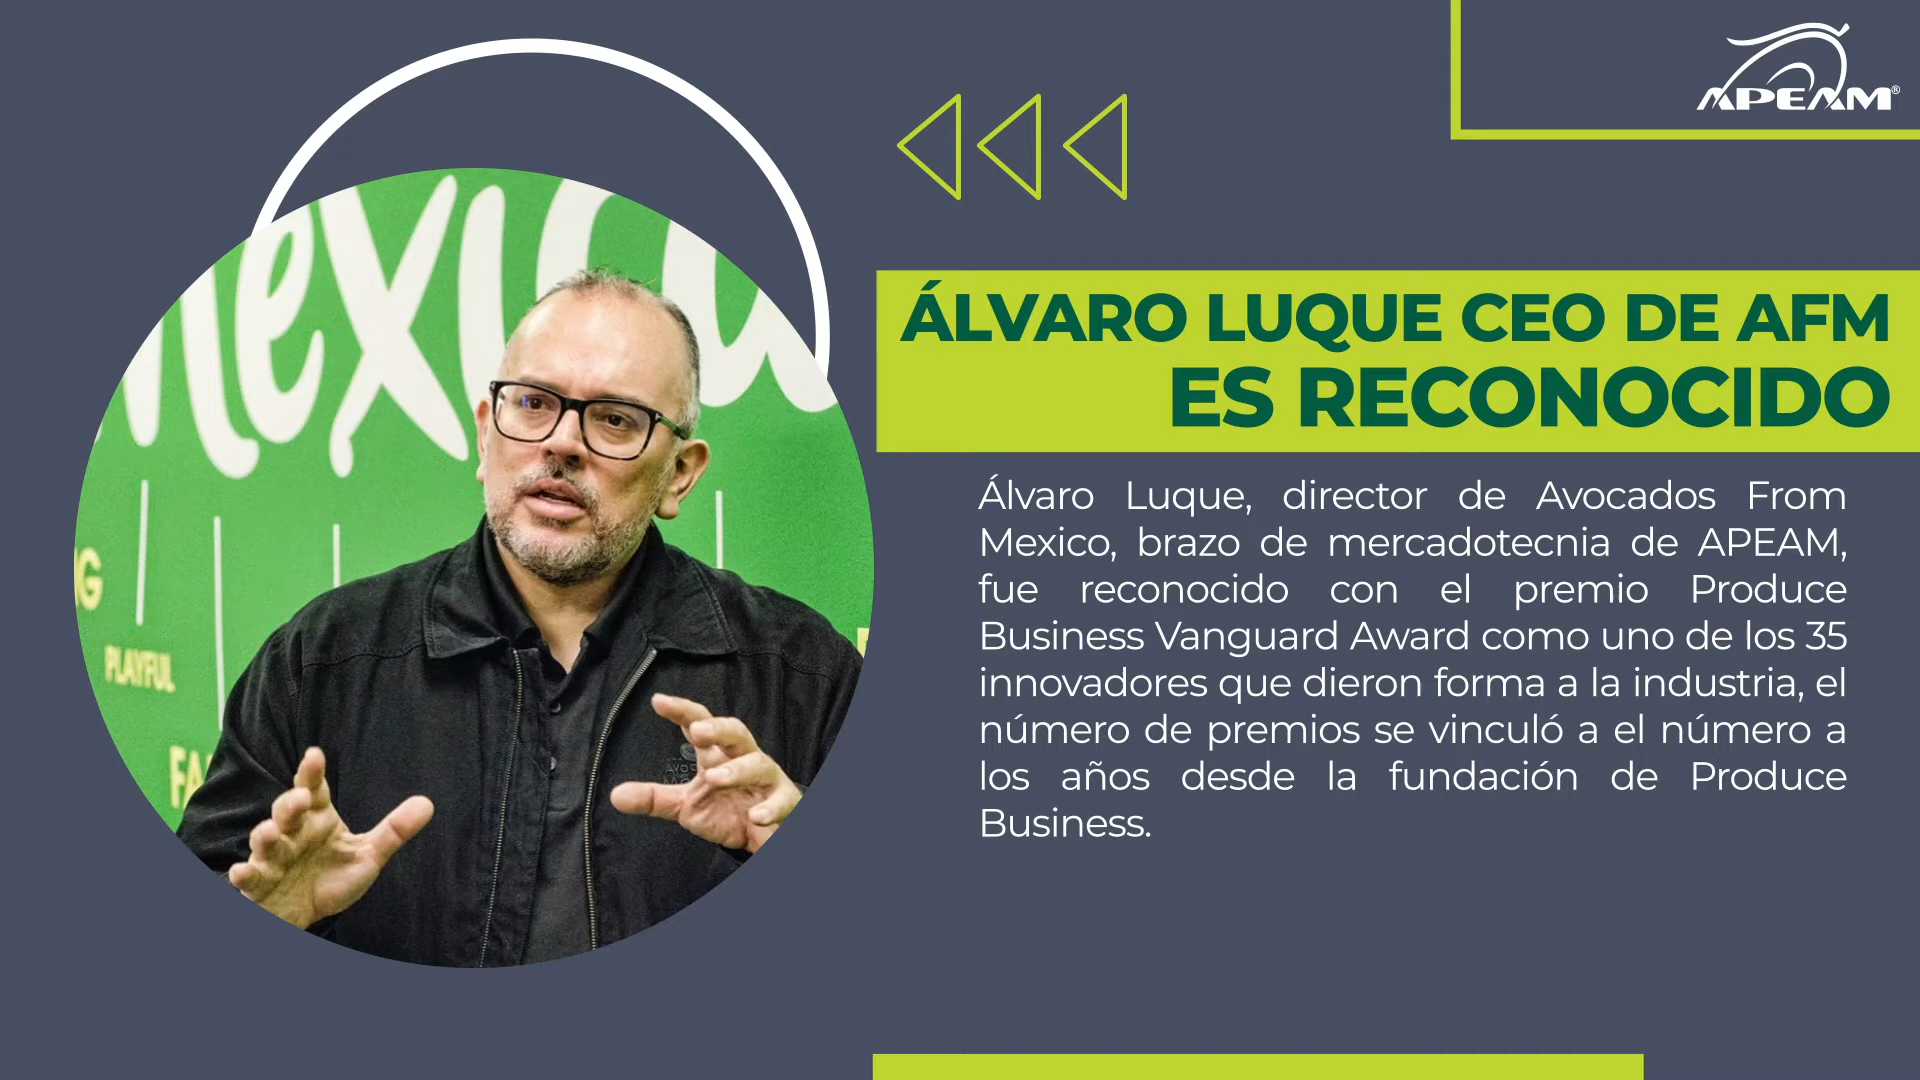 APEAM®
Mexico
NG
PLAYFUL
FA
ÁLVARO LUQUE CEO DE AFM
ES RECONOCIDO
Álvaro Luque, director de Avocados From
Mexico, brazo de mercadotecnia de APEAM,
fue reconocido con el premio Produce
Business Vanguard Award como uno de los 35
innovadores que dieron forma a la industria, el
número de premios se vinculó a el número a
los años desde la fundación de Produce
Business.